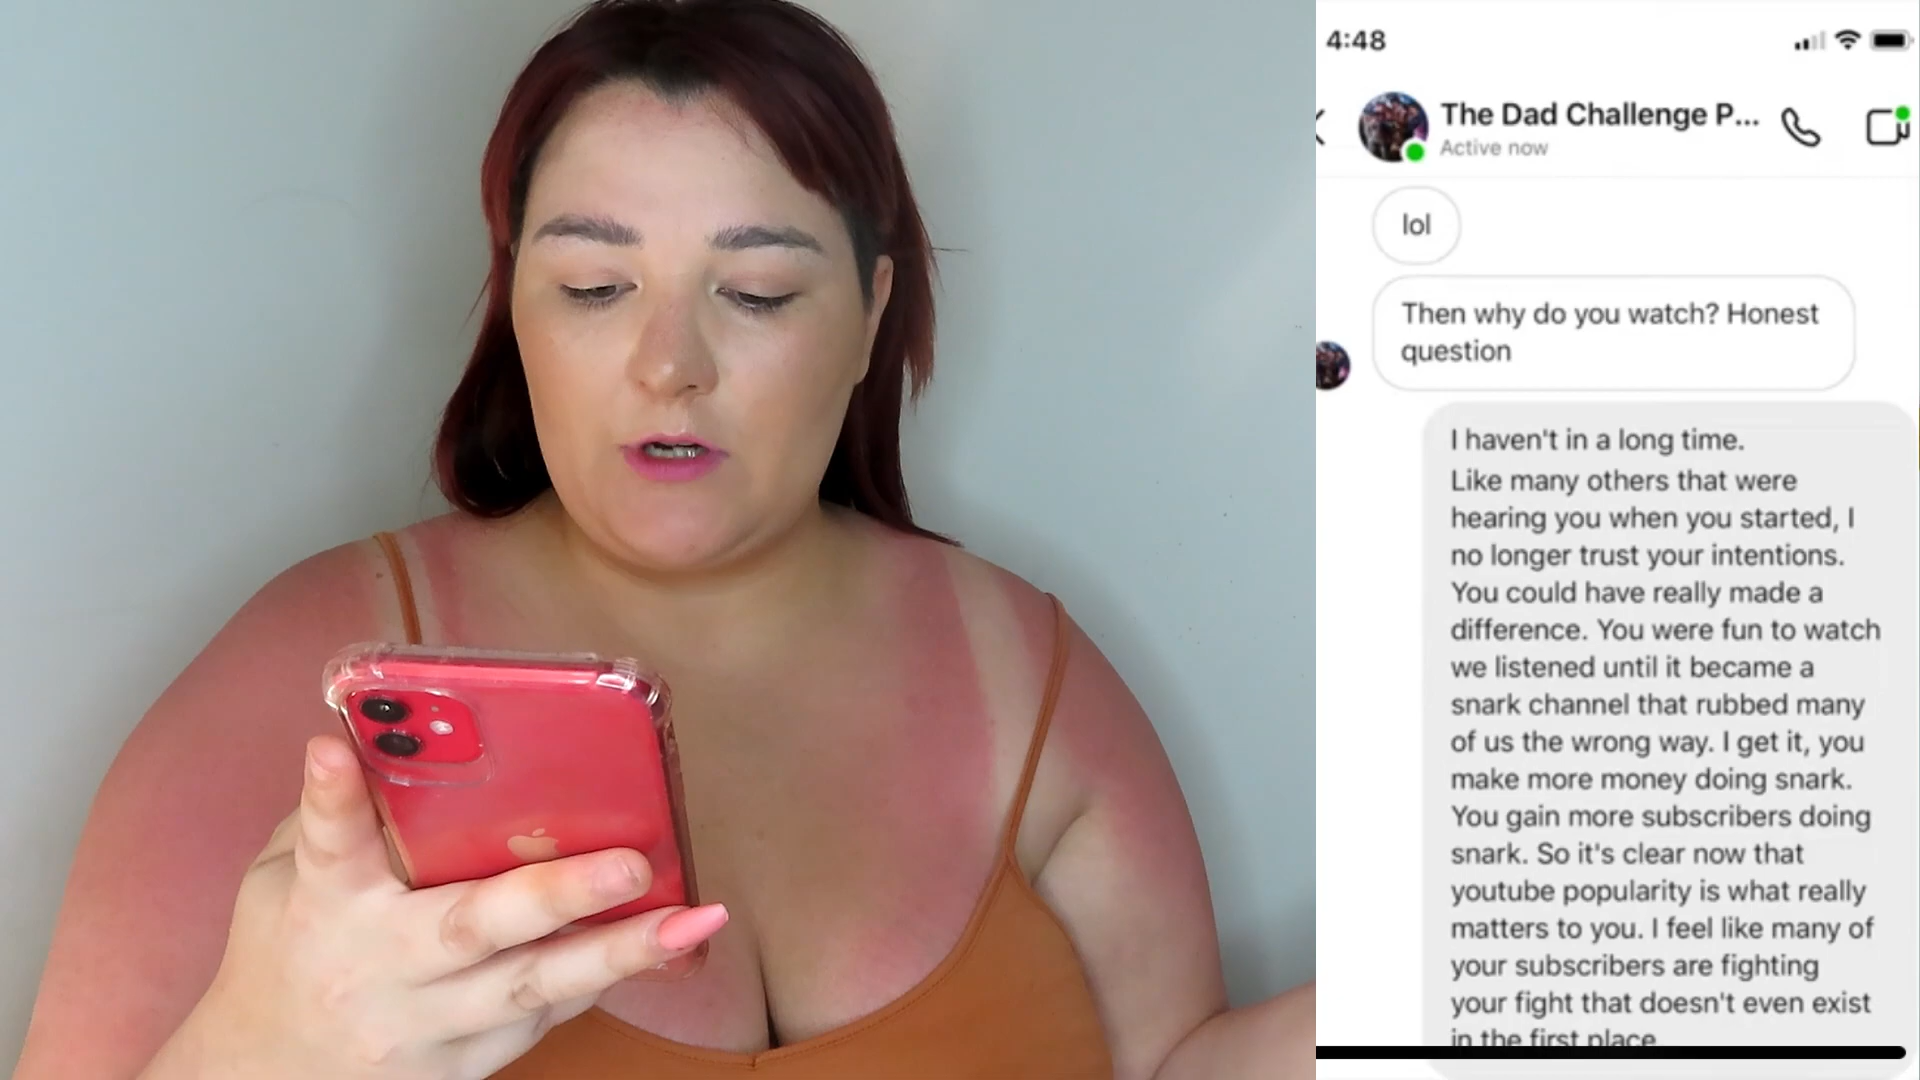 4:48
The Dad Challenge P...
Active now
lol
Then why do you watch? Honest
question
I haven't in a long time.
Like many others that were
hearing you when you started, I
no longer trust your intentions.
You could have really made a
difference. You were fun to watch
we listened until it became a
snark channel that rubbed many
of us the wrong way. I get it, you
make more money doing snark.
You gain more subscribers doing
snark. So it's clear now that
youtube popularity is what really
matters to you. I feel like many of
your subscribers are fighting
your fight that doesn't even exist
in the first place